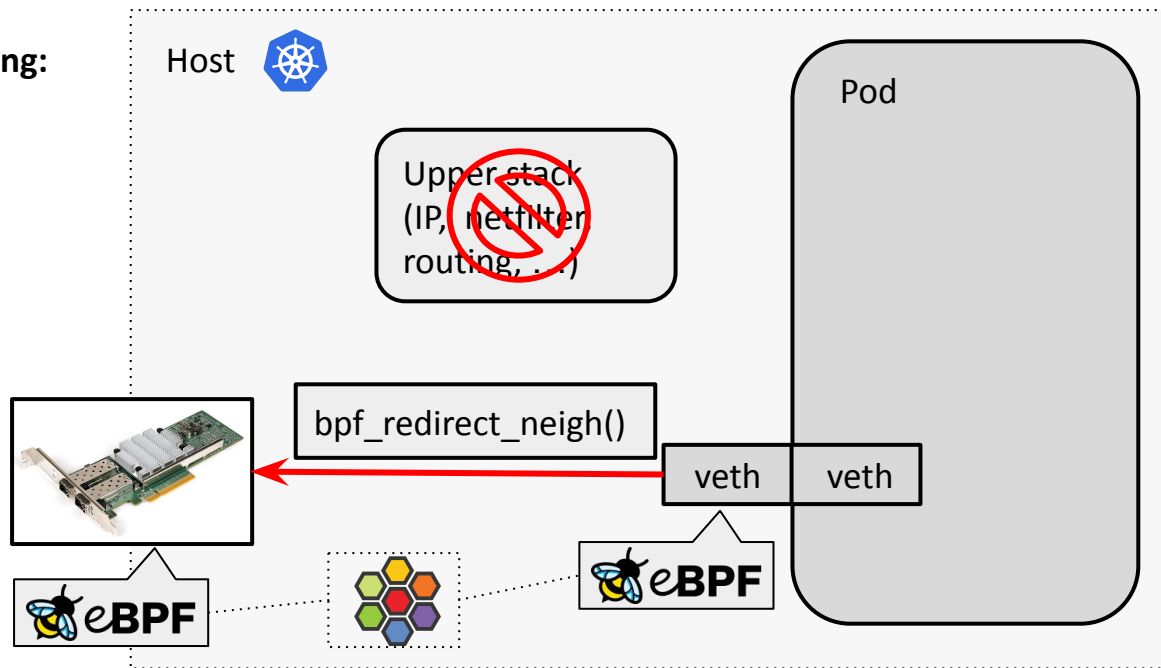 ng:
Host
Pod
Upper stack
(IP, netfilter,
routing, ...)
bpf_redirect_neigh()
veth
veth
eBPF
eBPF